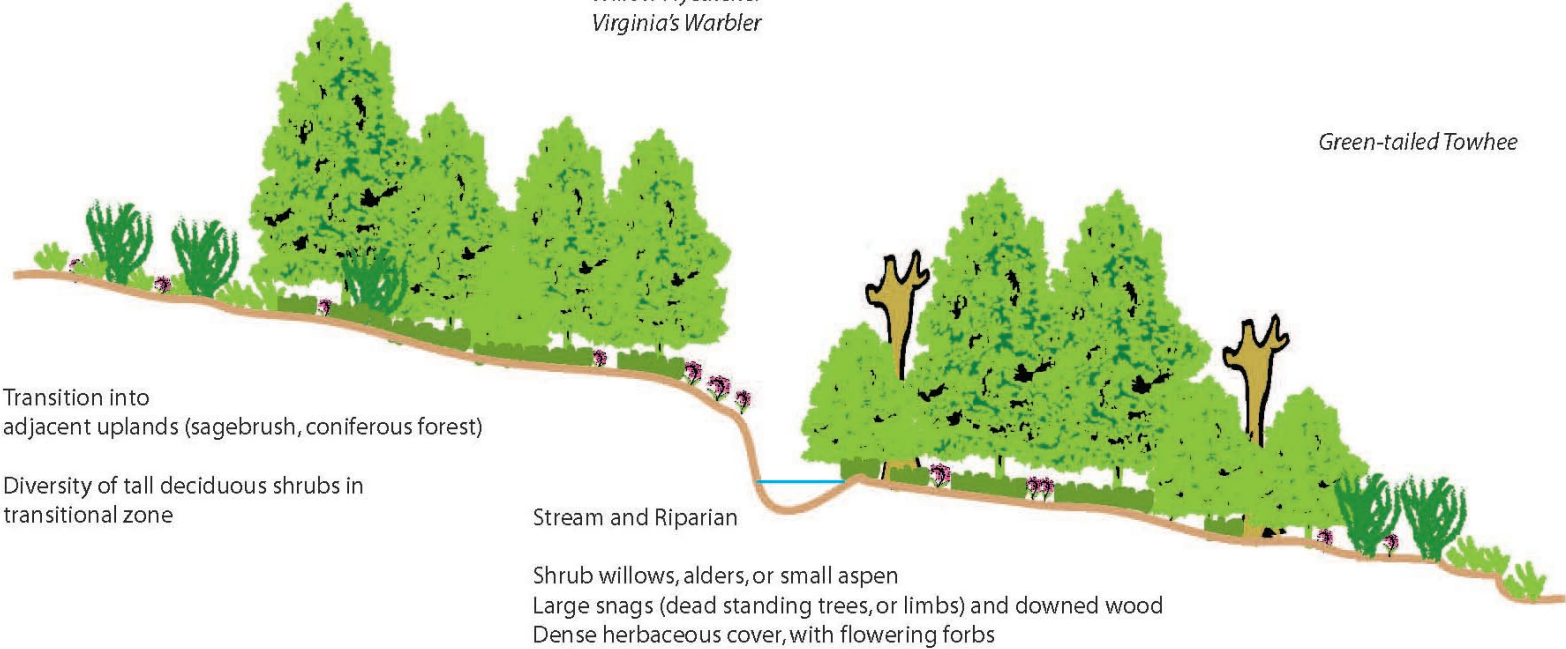 Virginia's Warbler
Green-tailed Towhee
Transition into
adjacent uplands (sagebrush, coniferous forest)
Diversity of tall deciduous shrubs in
transitional zone
Stream and Riparian
Shrub willows, alders, or small aspen
Large snags (dead standing trees, or limbs) and downed wood
Dense herbaceous cover, with flowering forbs